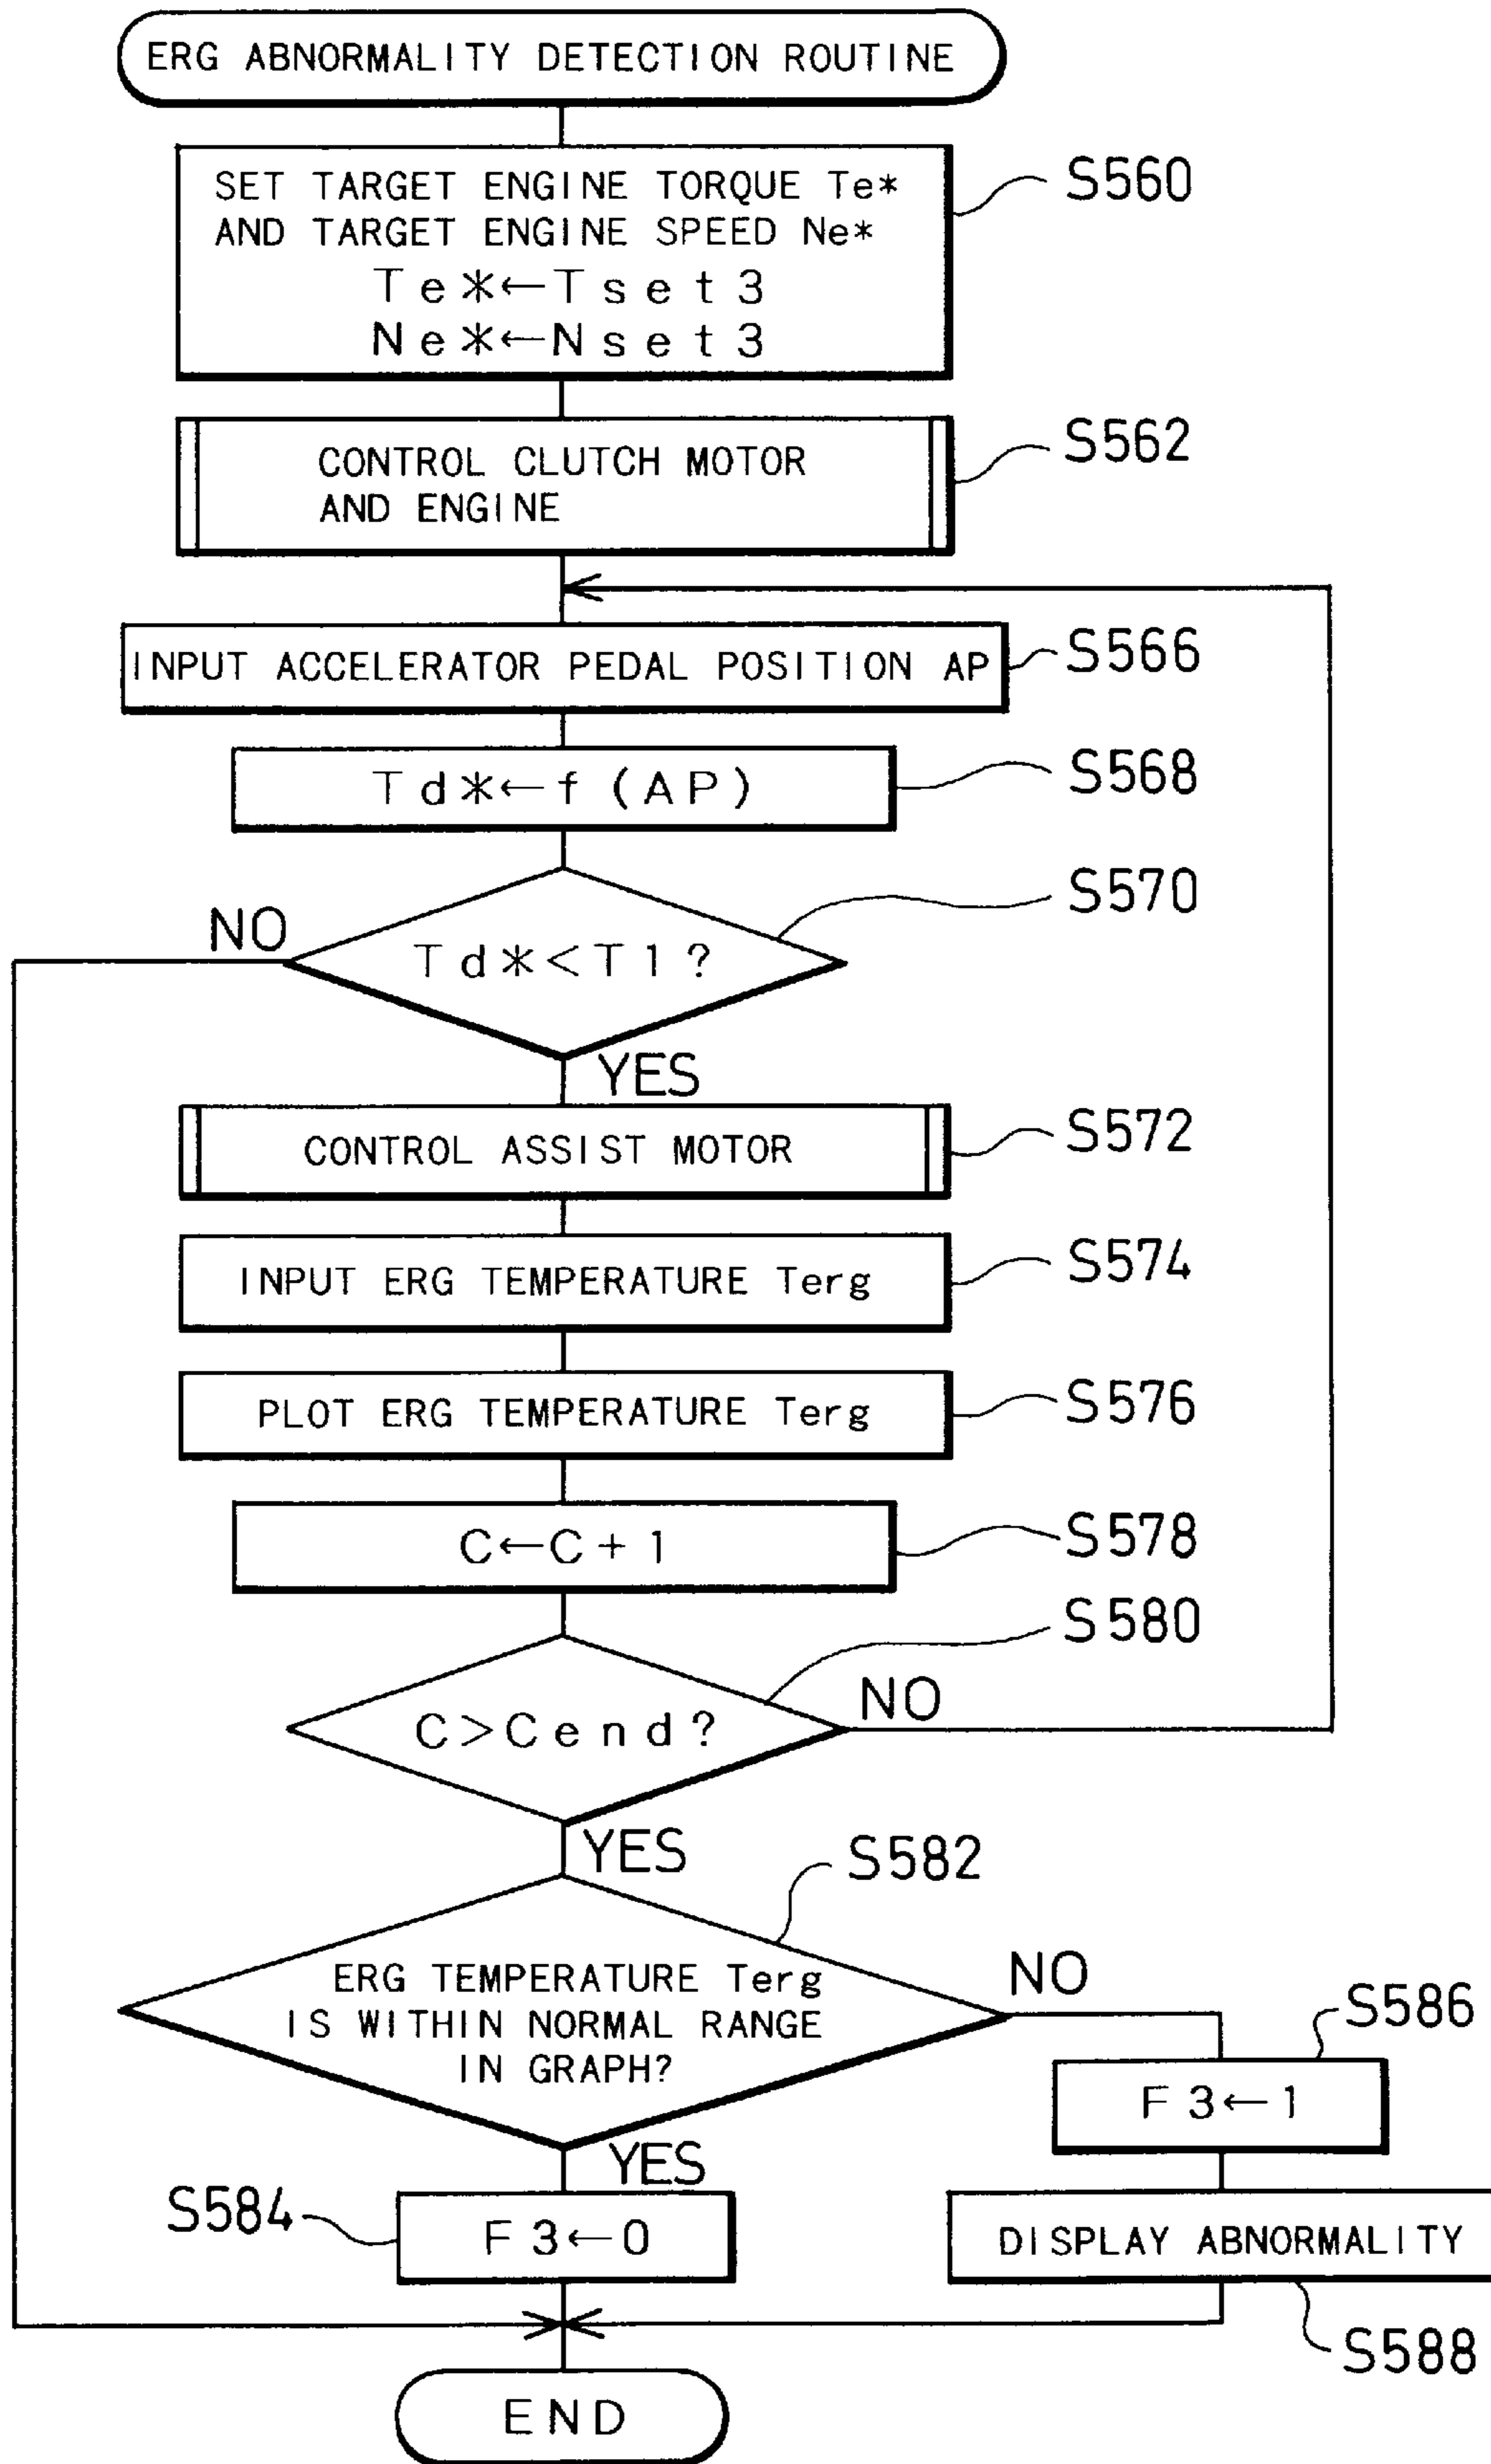 ERG ABNORMALITY DETECTION ROUTINE
SET TARGET ENGINE TORQUE Te*
AND TARGET ENGINE SPEED Ne*
Te*←Tset3
Ne*←Nset3
S560
CONTROL CLUTCH MOTOR
AND ENGINE
S562
INPUT ACCELERATOR PEDAL POSITION AP
S566
Td*←f(AP)
S568
S570
NO
Td*<T1?
YES
CONTROL ASSIST MOTOR
S572
INPUT ERG TEMPERATURE Terg
S574
PLOT ERG TEMPERATURE Terg
S576
C←C+1
S578
S580
C>Cend?
NO
YES
S582
ERG TEMPERATURE Terg
IS WITHIN NORMAL RANGE
IN GRAPH?
NO
S586
F3←1
YES
S584
F3←0
DISPLAY ABNORMALITY
S588
END